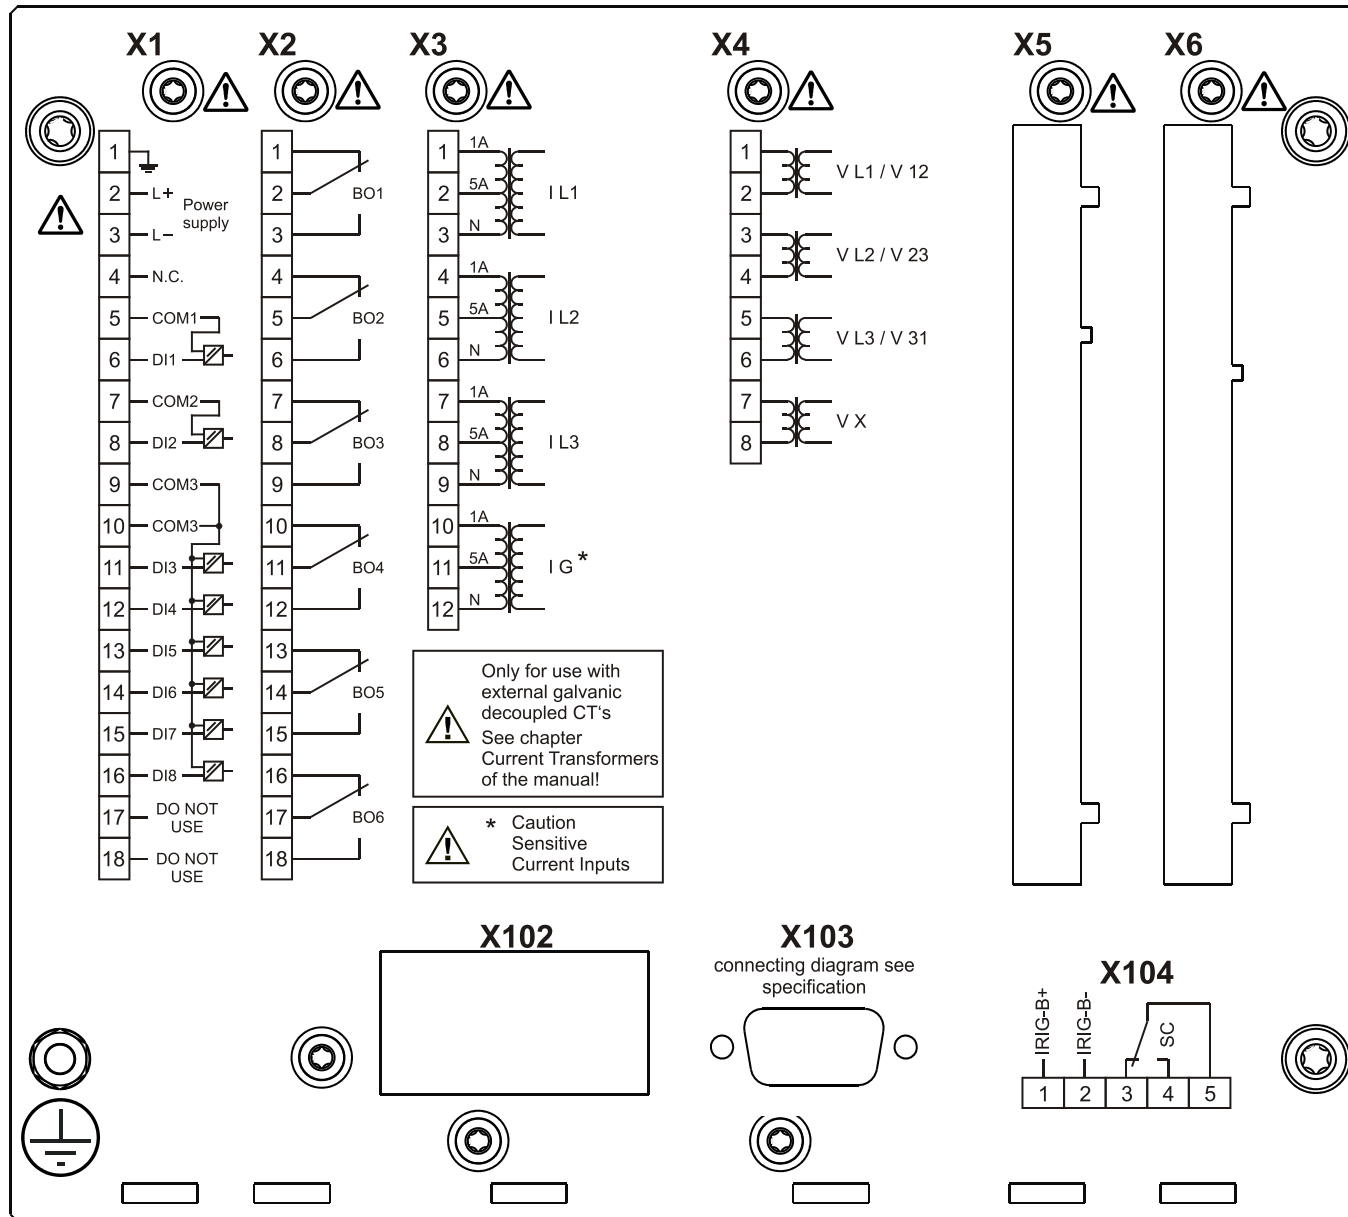 X1
X2
X3
X4
X5
X6
1
2 L+
Power
supply
3 L−
4 N.C.
5 COM1
6 DI1
7 COM2
8 DI2
9 COM3
10 COM3
11 DI3
12 DI4
13 DI5
14 DI6
15 DI7
16 DI8
17 DO NOT
USE
18 DO NOT
USE
1
2 BO1
3
4
5 BO2
6
7
8 BO3
9
10
11 BO4
12
13
14 BO5
15
16
17 BO6
18
1 1A
2 5A I L1
3 N
4 1A
5 5A I L2
6 N
7 1A
8 5A I L3
9 N
10 1A
11 5A I G *
12 N
Only for use with
external galvanic
decoupled CT‘s
See chapter
Current Transformers
of the manual!
* Caution
Sensitive
Current Inputs
1
V L1 / V 12
2
3
V L2 / V 23
4
5
V L3 / V 31
6
7
V X
8
X102
X103
connecting diagram see
specification
X104
IRIG-B+
IRIG-B-
SC
1 2 3 4 5